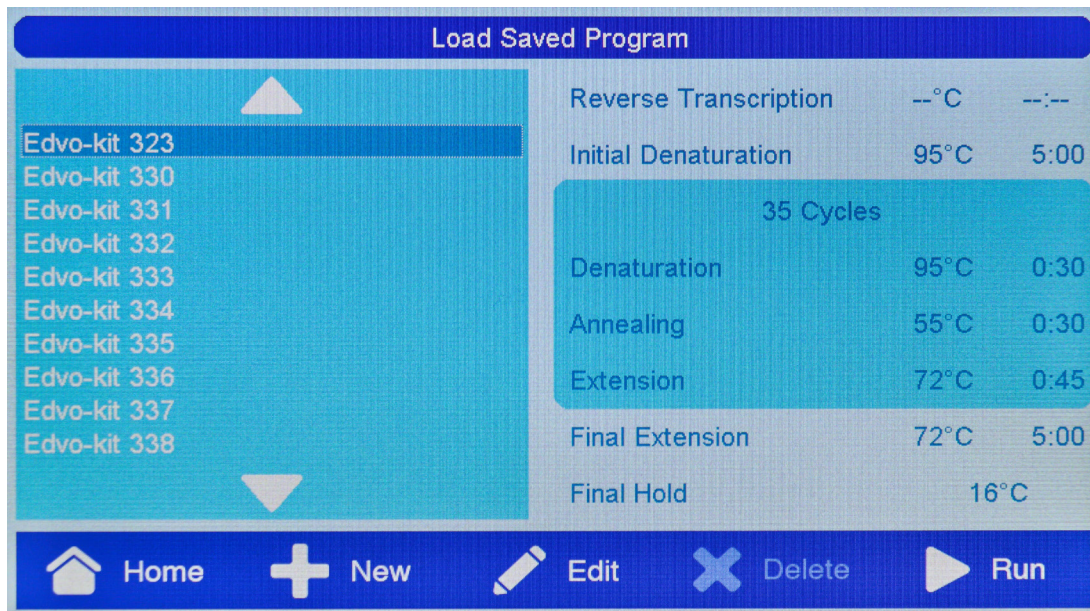 Load Saved Program
Edvo-kit 323
Edvo-kit 330
Edvo-kit 331
Edvo-kit 332
Edvo-kit 333
Edvo-kit 334
Edvo-kit 335
Edvo-kit 336
Edvo-kit 337
Edvo-kit 338
Reverse Transcription --°C --:--
Initial Denaturation 95°C 5:00
35 Cycles
Denaturation 95°C 0:30
Annealing 55°C 0:30
Extension 72°C 0:45
Final Extension 72°C 5:00
Final Hold 16°C
Home New Edit Delete Run